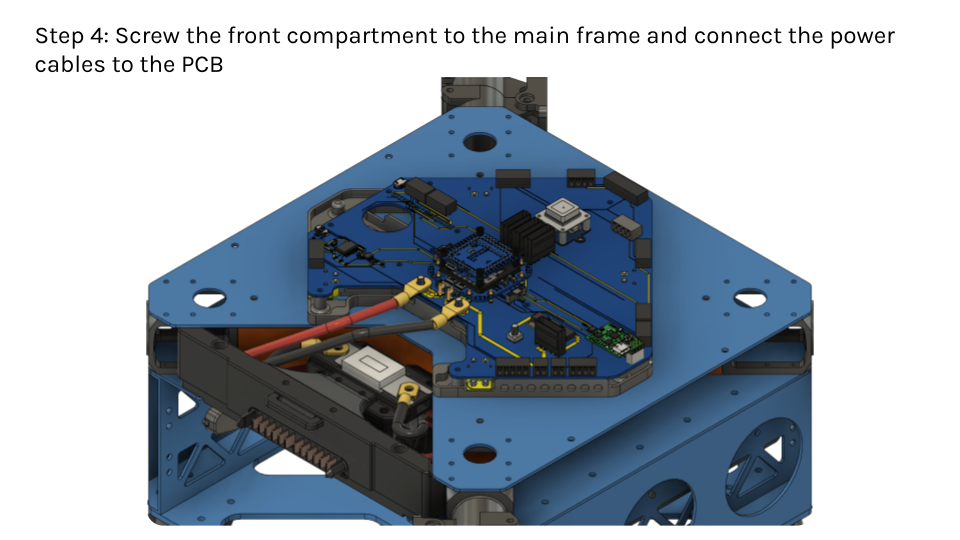 Step 4: Screw the front compartment to the main frame and connect the power
cables to the PCB